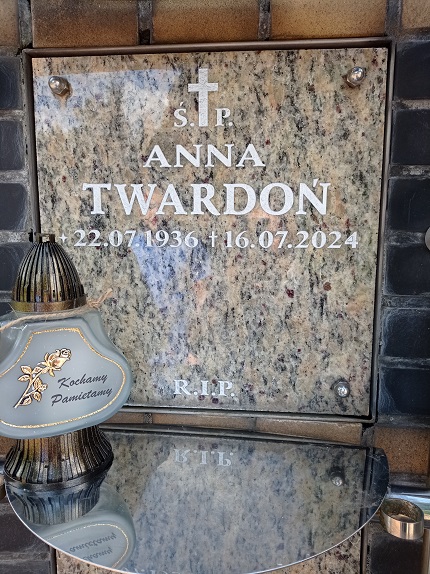 Ś. P.
ANNA
TWARDOŃ
* 22.07.1936 † 16.07.2024
R.I.P.
Kochamy
Pamiętamy